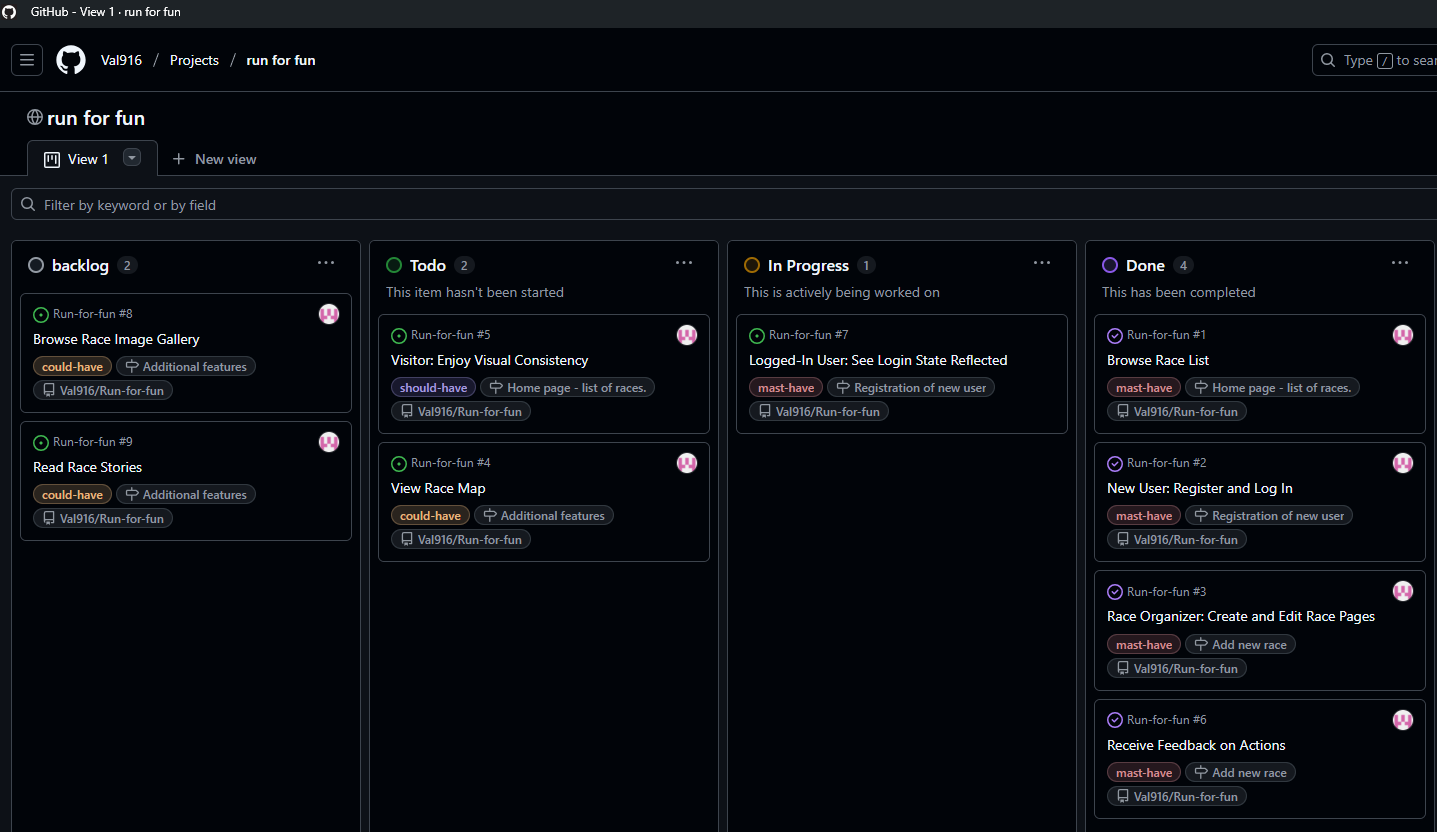 GitHub - View 1 · run for fun
Val916 / Projects / run for fun
Type / to sear
run for fun
View 1
New view
Filter by keyword or by field
backlog 2
Run-for-fun #8
Browse Race Image Gallery
could-have Additional features
Val916/Run-for-fun
Run-for-fun #9
Read Race Stories
could-have Additional features
Val916/Run-for-fun
Todo 2
This item hasn't been started
Run-for-fun #5
Visitor: Enjoy Visual Consistency
should-have Home page - list of races.
Val916/Run-for-fun
Run-for-fun #4
View Race Map
could-have Additional features
Val916/Run-for-fun
In Progress 1
This is actively being worked on
Run-for-fun #7
Logged-In User: See Login State Reflected
mast-have Registration of new user
Val916/Run-for-fun
Done 4
This has been completed
Run-for-fun #1
Browse Race List
mast-have Home page - list of races.
Val916/Run-for-fun
Run-for-fun #2
New User: Register and Log In
mast-have Registration of new user
Val916/Run-for-fun
Run-for-fun #3
Race Organizer: Create and Edit Race Pages
mast-have Add new race
Val916/Run-for-fun
Run-for-fun #6
Receive Feedback on Actions
mast-have Add new race
Val916/Run-for-fun